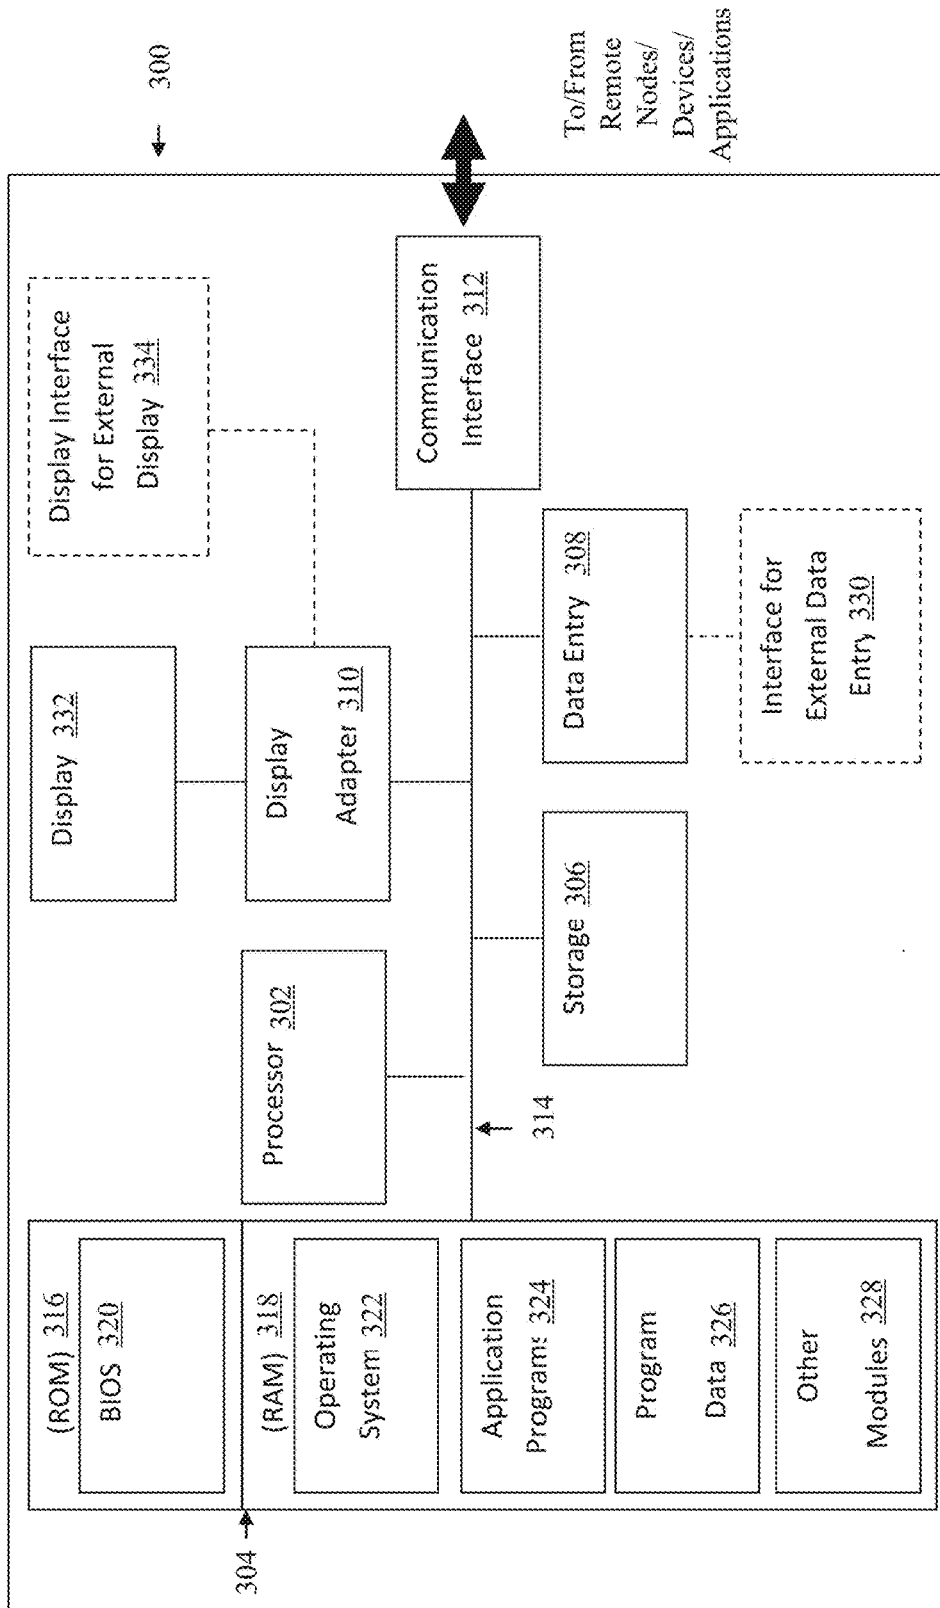 300
(ROM) 316
BIOS 320
304
(RAM) 318
Operating
System 322
Application
Programs 324
Program
Data 326
Other
Modules 328
Processor 302
314
Storage 306
Display 332
Display
Adapter 310
Display Interface
for External
Display 334
Data Entry 308
Interface for
External Data
Entry 330
Communication
Interface 312
To/From
Remote
Nodes/
Devices/
Applications